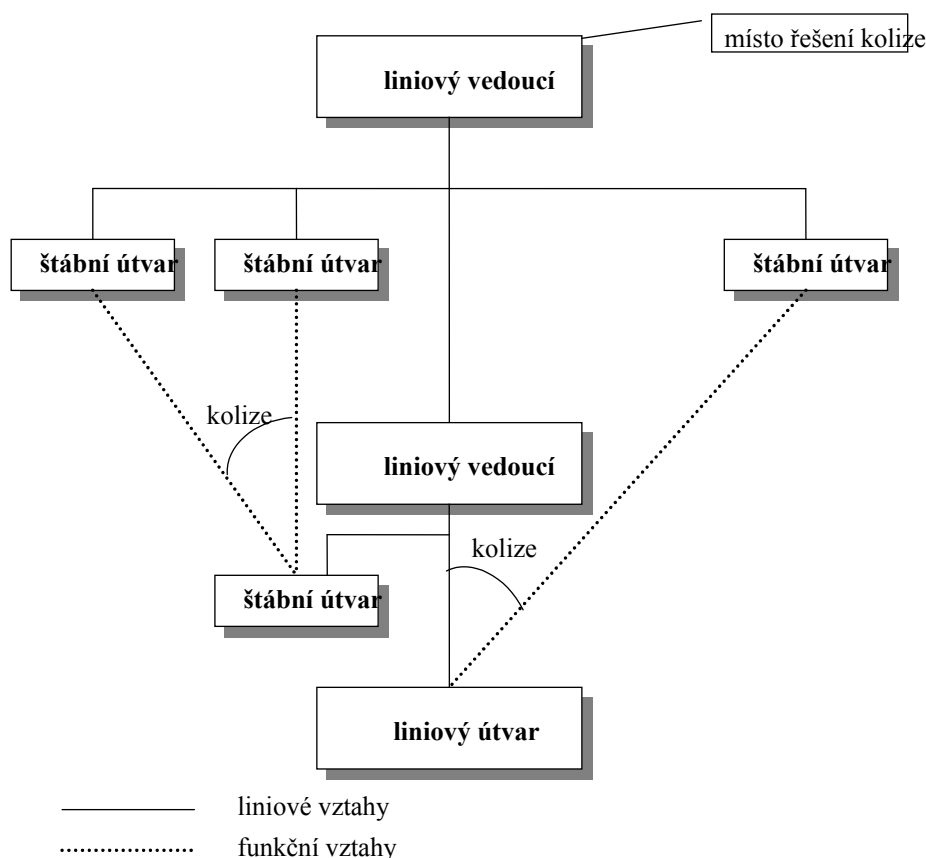 místo řešení kolize
liniový vedoucí
štábní útvar
štábní útvar
štábní útvar
kolize
liniový vedoucí
kolize
štábní útvar
liniový útvar
liniové vztahy
funkční vztahy